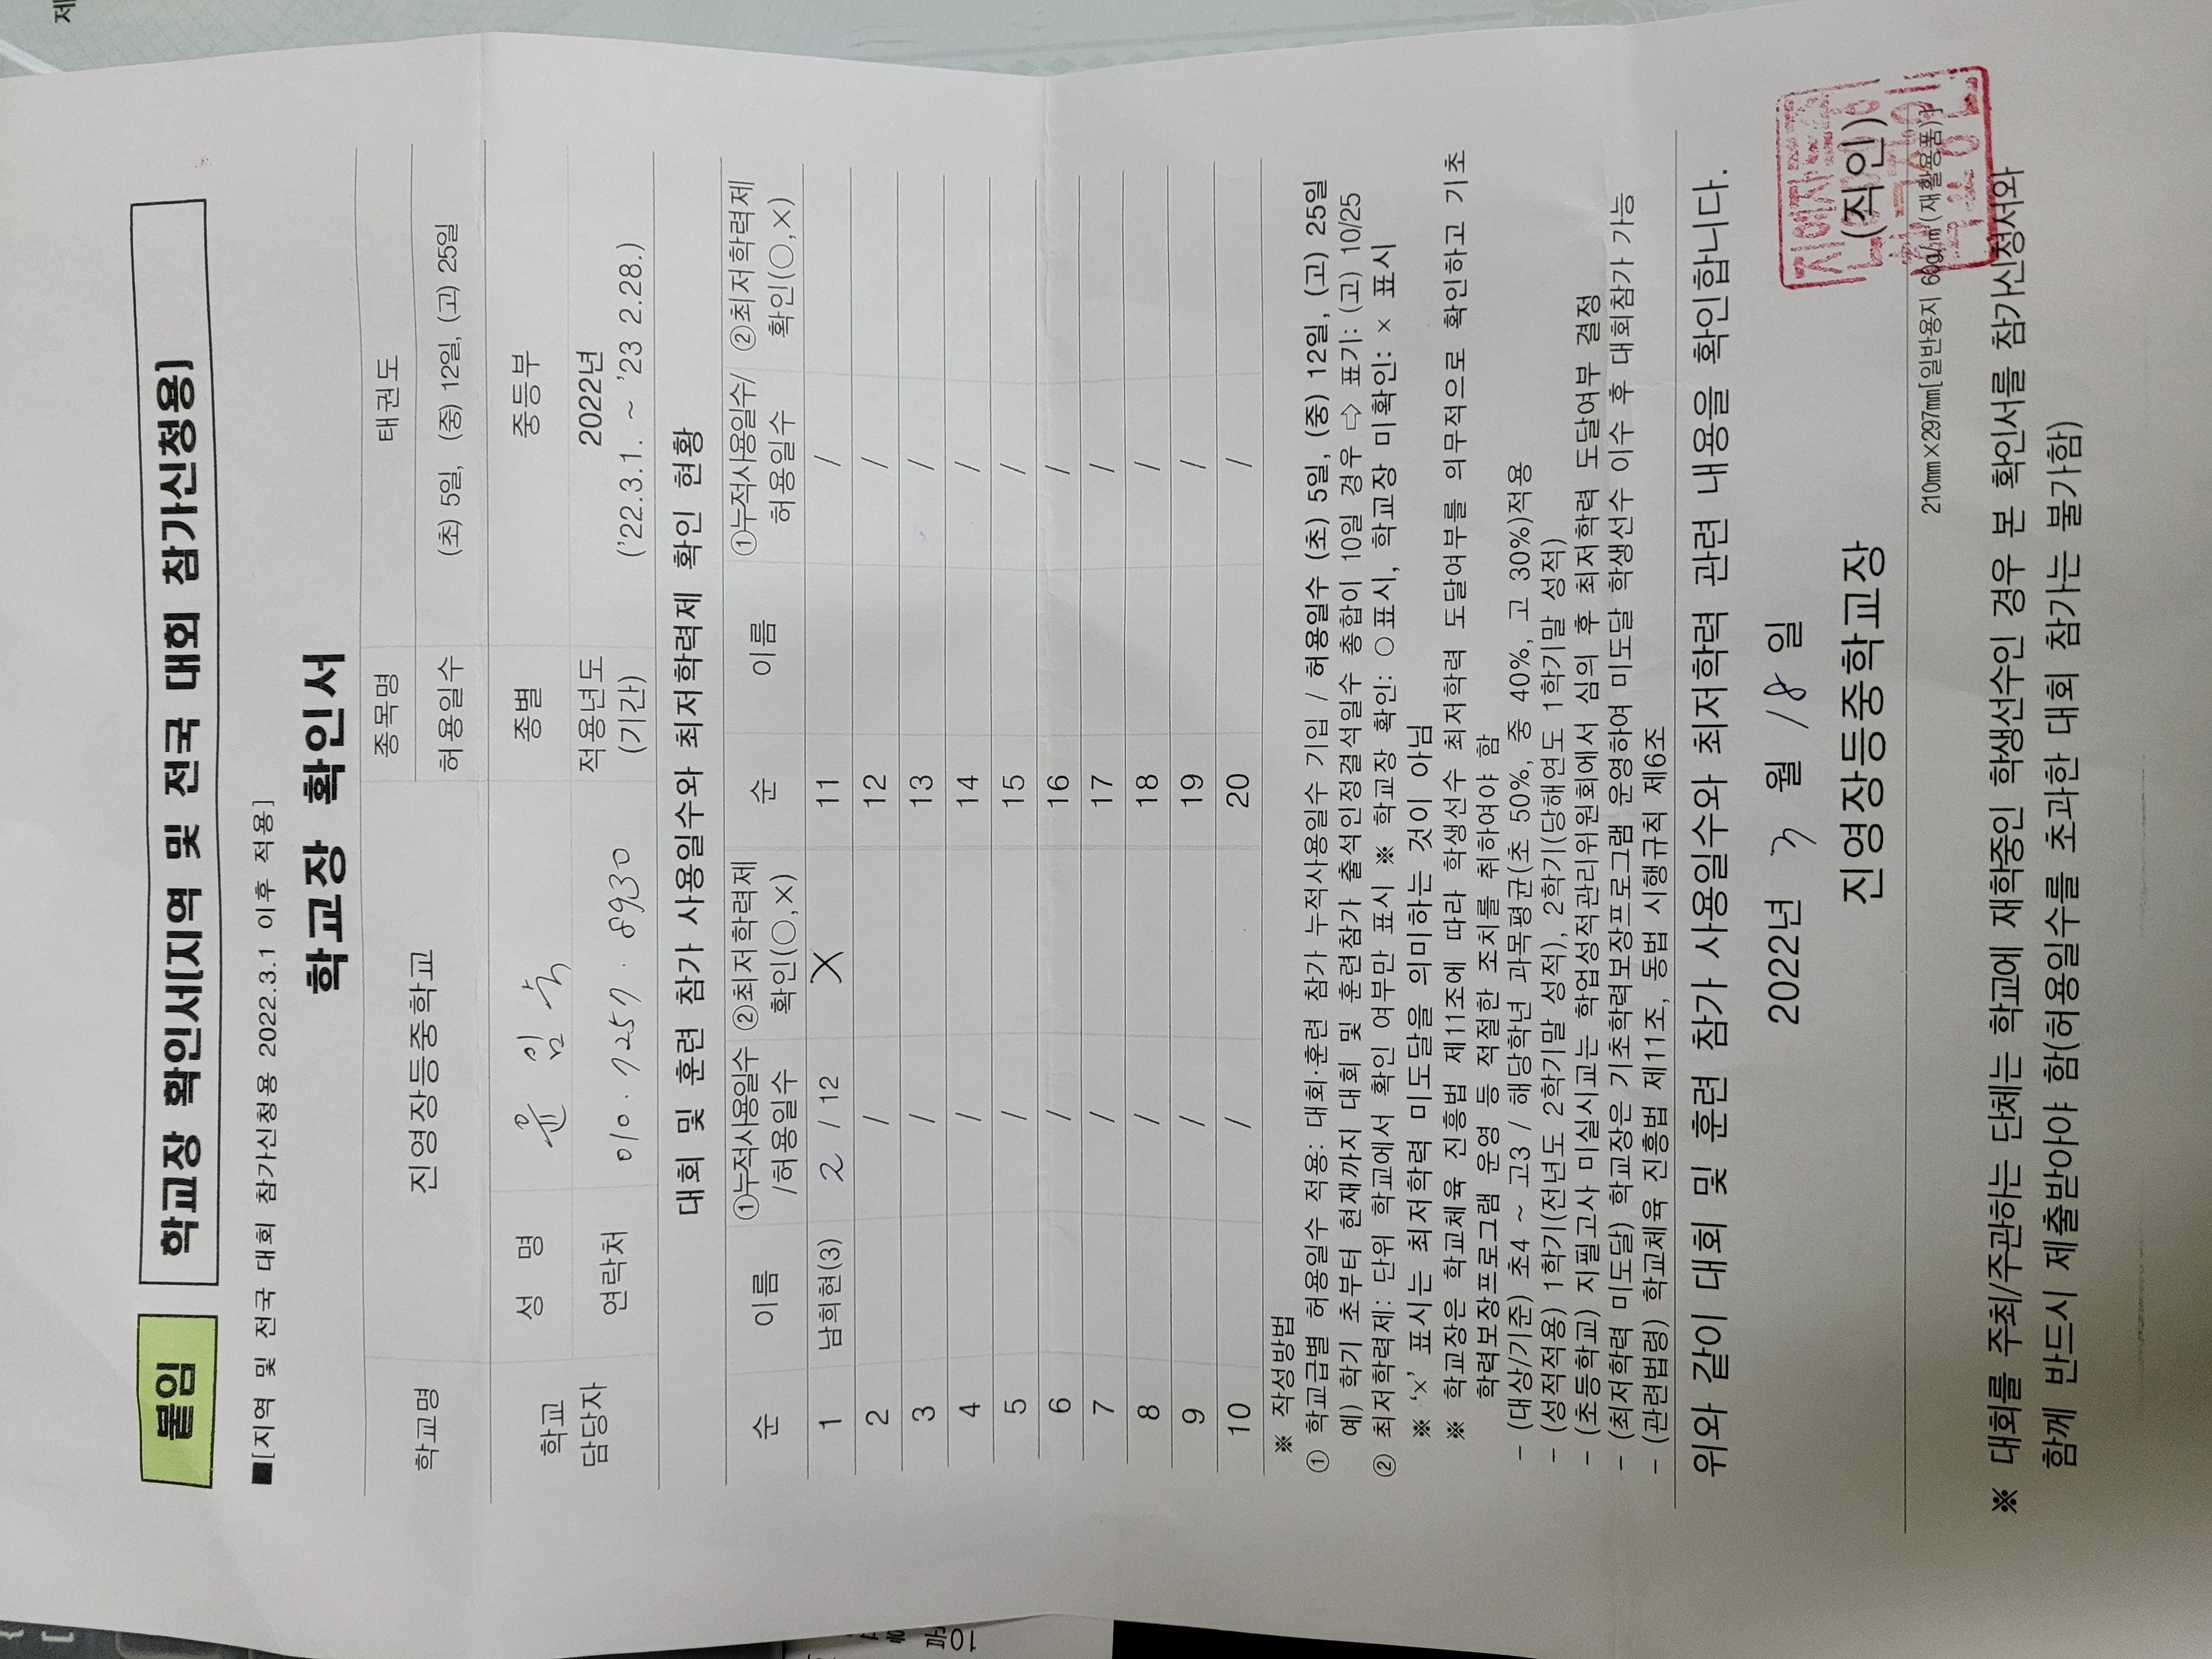 붙임 학교장 확인서[지역 및 전국 대회 참가신청용]
■[지역 및 전국 대회 참가신청용 2022.3.1 이후 적용]
학교장 확인서
학교명 진영장등중학교 종목명 태권도
허용일수 (초) 5일, (중) 12일, (고) 25일
학교 담당자 성 명 윤 임 숙 종별 중등부
연락처 010. 7257. 8930 적용년도 (기간) 2022년 ('22.3.1. ~ '23 2.28.)
대회 및 훈련 참가 사용일수와 최저학력제 확인 현황
순 이름 ①누적사용일수 /허용일수 ②최저학력제 확인(○,×) 순 이름 ①누적사용일수/ 허용일수 ②최저학력제 확인(○,×)
1 남희현(3) 2 / 12 X 11 /
2 / 12 /
3 / 13 /
4 / 14 /
5 / 15 /
6 / 16 /
7 / 17 /
8 / 18 /
9 / 19 /
10 / 20 /
※ 작성방법
① 학교급별 허용일수 적용: 대회·훈련 참가 누적사용일수 기입 / 허용일수 (초) 5일, (중) 12일, (고) 25일
예) 학기 초부터 현재까지 대회 및 훈련참가 출석인정결석일수 총합이 10일 경우 ⇨ 표기: (고) 10/25
② 최저학력제: 단위 학교에서 확인 여부만 표시 ※ 학교장 확인: ○ 표시, 학교장 미확인: × 표시
※ '×' 표시는 최저학력 미도달을 의미하는 것이 아님
※ 학교장은 학교체육 진흥법 제11조에 따라 학생선수 최저학력 도달여부를 의무적으로 확인하고 기초
학력보장프로그램 운영 등 적절한 조치를 취하여야 함
- (대상/기준) 초4 ~ 고3 / 해당학년 과목평균(초 50%, 중 40%, 고 30%)적용
- (성적적용) 1학기(전년도 2학기말 성적), 2학기(당해연도 1학기말 성적)
- (초등학교) 지필고사 미실시교는 학업성적관리위원회에서 심의 후 최저학력 도달여부 결정
- (최저학력 미도달) 학교장은 기초학력보장프로그램 운영하여 미도달 학생선수 이수 후 대회참가 가능
- (관련법령) 학교체육 진흥법 제11조, 동법 시행규칙 제6조
위와 같이 대회 및 훈련 참가 사용일수와 최저학력 관련 내용을 확인합니다.
2022년 3 월 18 일
진영장등중학교장 (직인)
210mm×297mm[일반용지 60g/㎡(재활용품)]
※ 대회를 주최/주관하는 단체는 학교에 재학중인 학생선수인 경우 본 확인서를 참가신청서와
함께 반드시 제출받아야 함(허용일수를 초과한 대회 참가는 불가함)